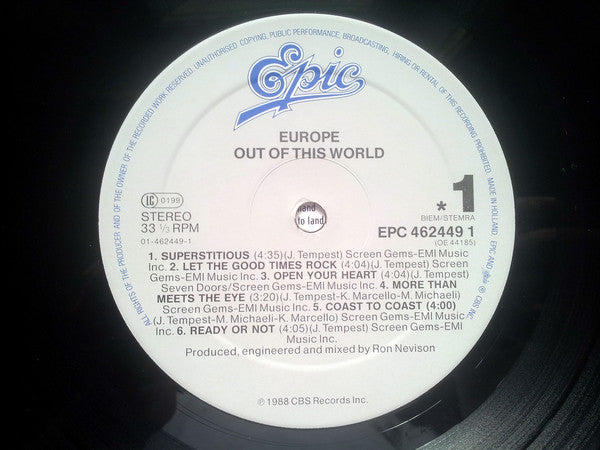 ALL RIGHTS OF THE PRODUCER AND OF THE OWNER OF THE RECORDED WORK RESERVED. UNAUTHORISED COPYING, PUBLIC PERFORMANCE, BROADCASTING, HIRING OR RENTAL OF THIS RECORDING PROHIBITED. MADE IN HOLLAND. EPIC AND Epic ® CBS INC.
Epic
EUROPE
OUT OF THIS WORLD
IC 0199
STEREO
33 1/3 RPM
01-462449-1
hand
to land
* 1
BIEM/STEMRA
EPC 462449 1
(OE 44185)
1. SUPERSTITIOUS (4:35)(J. Tempest) Screen Gems-EMI Music
Inc. 2. LET THE GOOD TIMES ROCK (4:04)(J. Tempest) Screen
Gems-EMI Music Inc. 3. OPEN YOUR HEART (4:04)(J. Tempest)
Seven Doors/Screen Gems-EMI Music Inc. 4. MORE THAN
MEETS THE EYE (3:20)(J. Tempest-K. Marcello-M. Michaeli)
Screen Gems-EMI Music Inc. 5. COAST TO COAST (4:00)
(J. Tempest-M. Michaeli-K. Marcello) Screen Gems-EMI Music
Inc. 6. READY OR NOT (4:05)(J. Tempest) Screen Gems-EMI
Music Inc.
Produced, engineered and mixed by Ron Nevison
℗ 1988 CBS Records Inc.